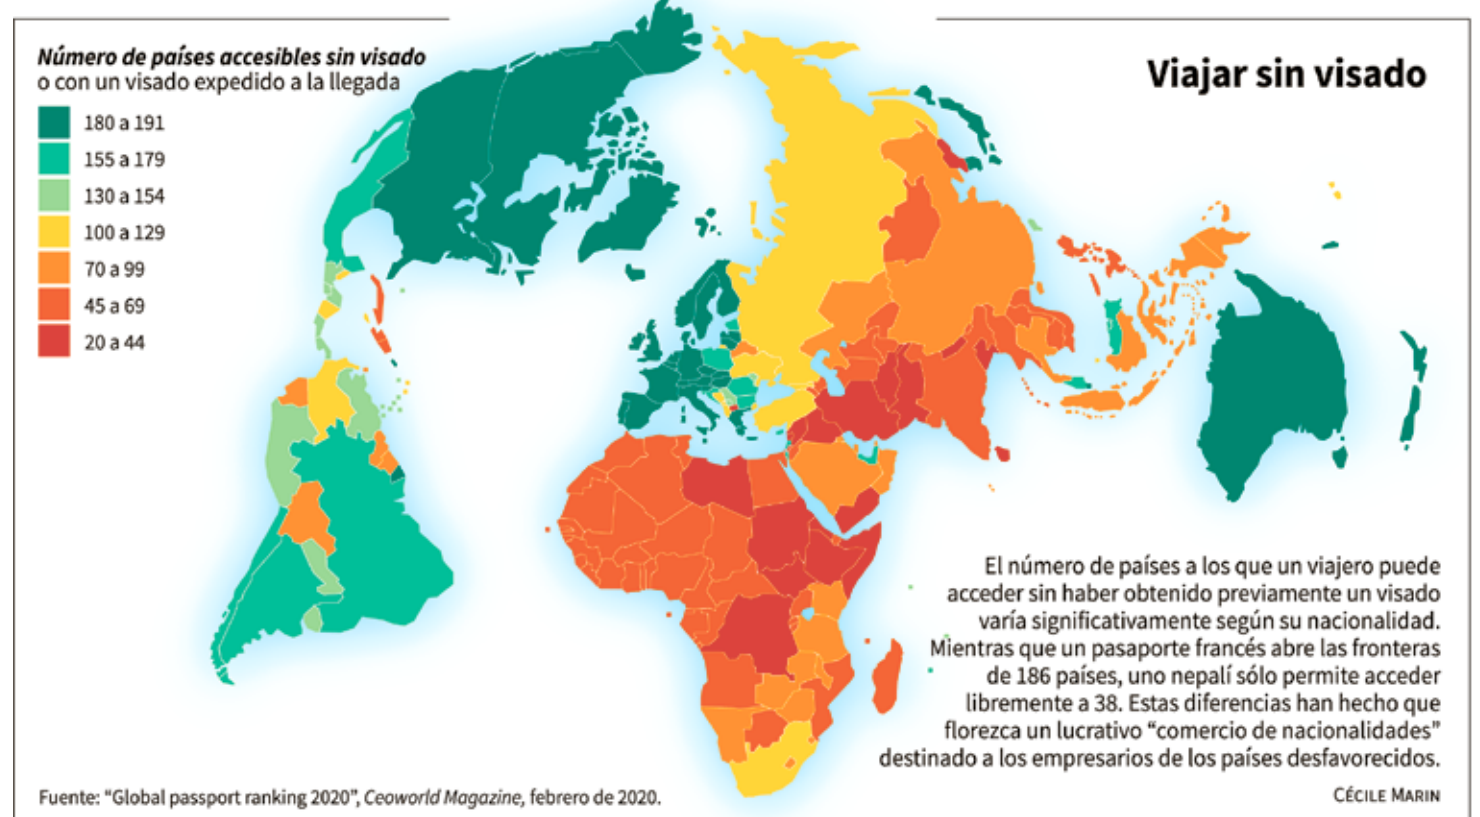 Número de países accesibles sin visado
o con un visado expedido a la llegada
180 a 191
155 a 179
130 a 154
100 a 129
70 a 99
45 a 69
20 a 44
Viajar sin visado
El número de países a los que un viajero puede
acceder sin haber obtenido previamente un visado
varía significativamente según su nacionalidad.
Mientras que un pasaporte francés abre las fronteras
de 186 países, uno nepalí sólo permite acceder
libremente a 38. Estas diferencias han hecho que
florezca un lucrativo “comercio de nacionalidades”
destinado a los empresarios de los países desfavorecidos.
Fuente: “Global passport ranking 2020”, Ceoworld Magazine, febrero de 2020.
CÉCILE MARIN